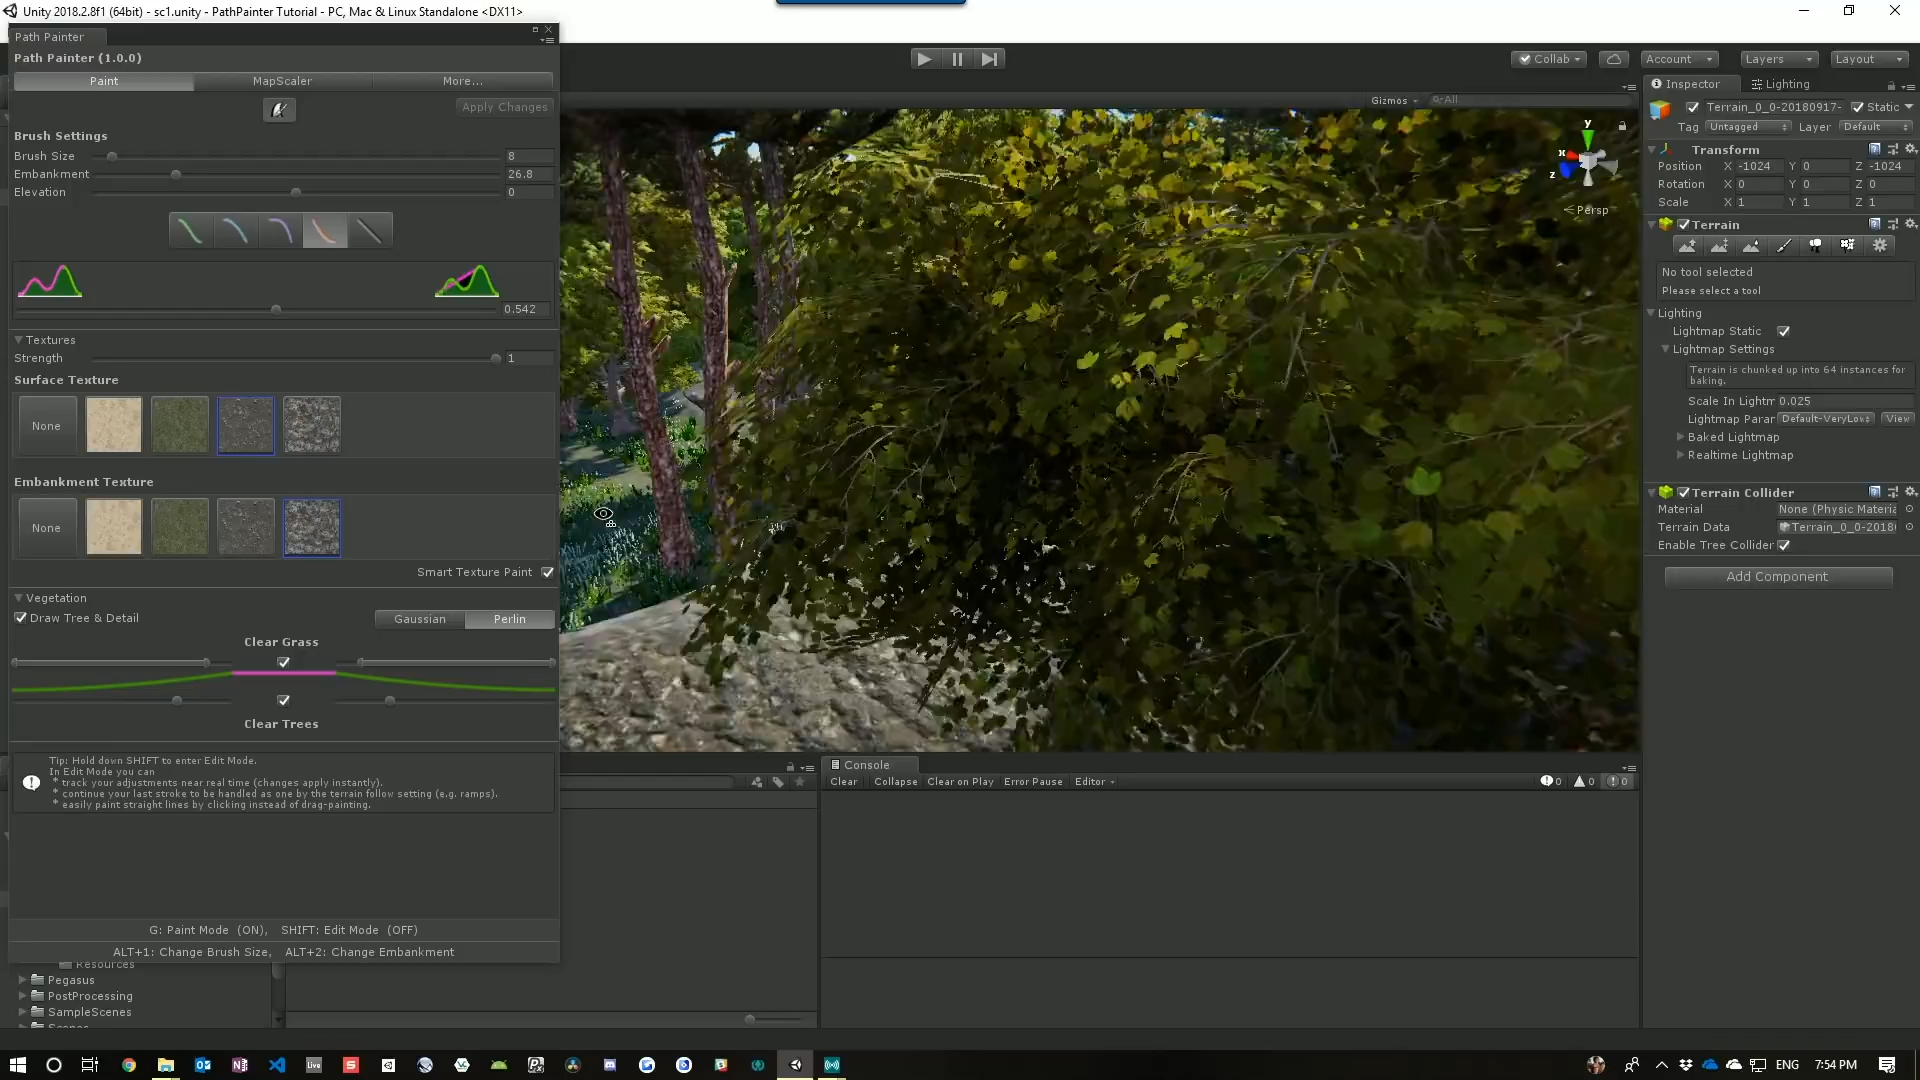 Unity 2018.2.8f1 (64bit) - sc1.unity - PathPainter Tutorial - PC, Mac & Linux Standalone <DX11>
Path Painter
Path Painter (1.0.0)
Paint
MapScaler
More...
Apply Changes
Brush Settings
Brush Size
8
Embankment
26.8
Elevation
0
0.542
Textures
Strength
1
Surface Texture
None
Embankment Texture
None
Smart Texture Paint
Vegetation
Draw Tree & Detail
Gaussian
Perlin
Clear Grass
Clear Trees
Tip: Hold down SHIFT to enter Edit Mode.
In Edit Mode you can
* track your adjustments near real time (changes apply instantly).
* continue your last stroke to be handled as one by the terrain follow setting (e.g. ramps).
* easily paint straight lines by clicking instead of drag-painting.
G: Paint Mode (ON), SHIFT: Edit Mode (OFF)
ALT+1: Change Brush Size, ALT+2: Change Embankment
Resources
Pegasus
PostProcessing
SampleScenes
Gizmos
All
y
x
z
Persp
Console
Clear
Collapse
Clear on Play
Error Pause
Editor
0
0
0
Collab
Account
Layers
Layout
Inspector
Lighting
Terrain_0_0-20180917-
Static
Tag Untagged
Layer Default
Transform
Position X -1024 Y 0 Z -1024
Rotation X 0 Y 0 Z 0
Scale X 1 Y 1 Z 1
Terrain
No tool selected
Please select a tool
Lighting
Lightmap Static
Lightmap Settings
Terrain is chunked up into 64 instances for
baking.
Scale In Lightm 0.025
Lightmap Parar Default-VeryLow View
Baked Lightmap
Realtime Lightmap
Terrain Collider
Material None (Physic Materia
Terrain Data Terrain_0_0-2018
Enable Tree Collider
Add Component
Live
ENG
7:54 PM